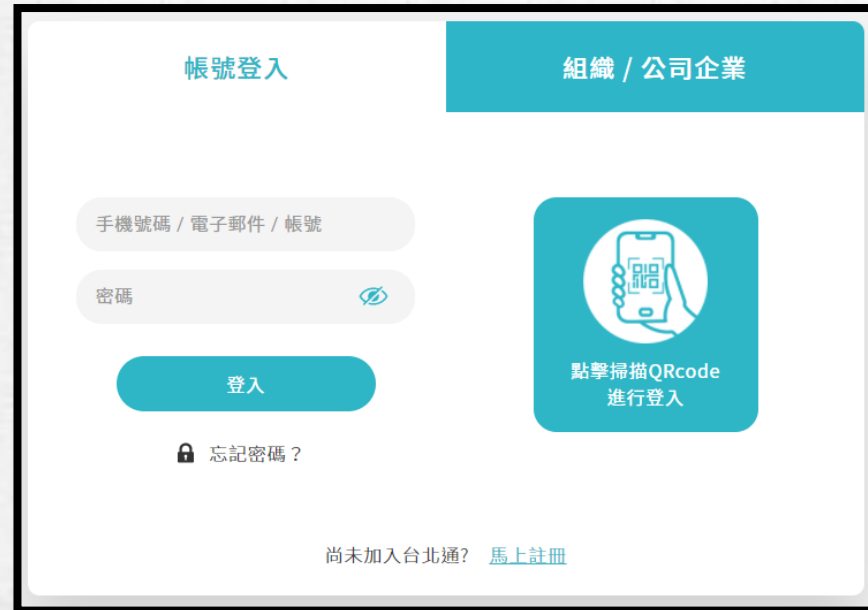 帳號登入
組織 / 公司企業
手機號碼 / 電子郵件 / 帳號
密碼
登入
忘記密碼？
點擊掃描QRcode
進行登入
尚未加入台北通? 馬上註冊